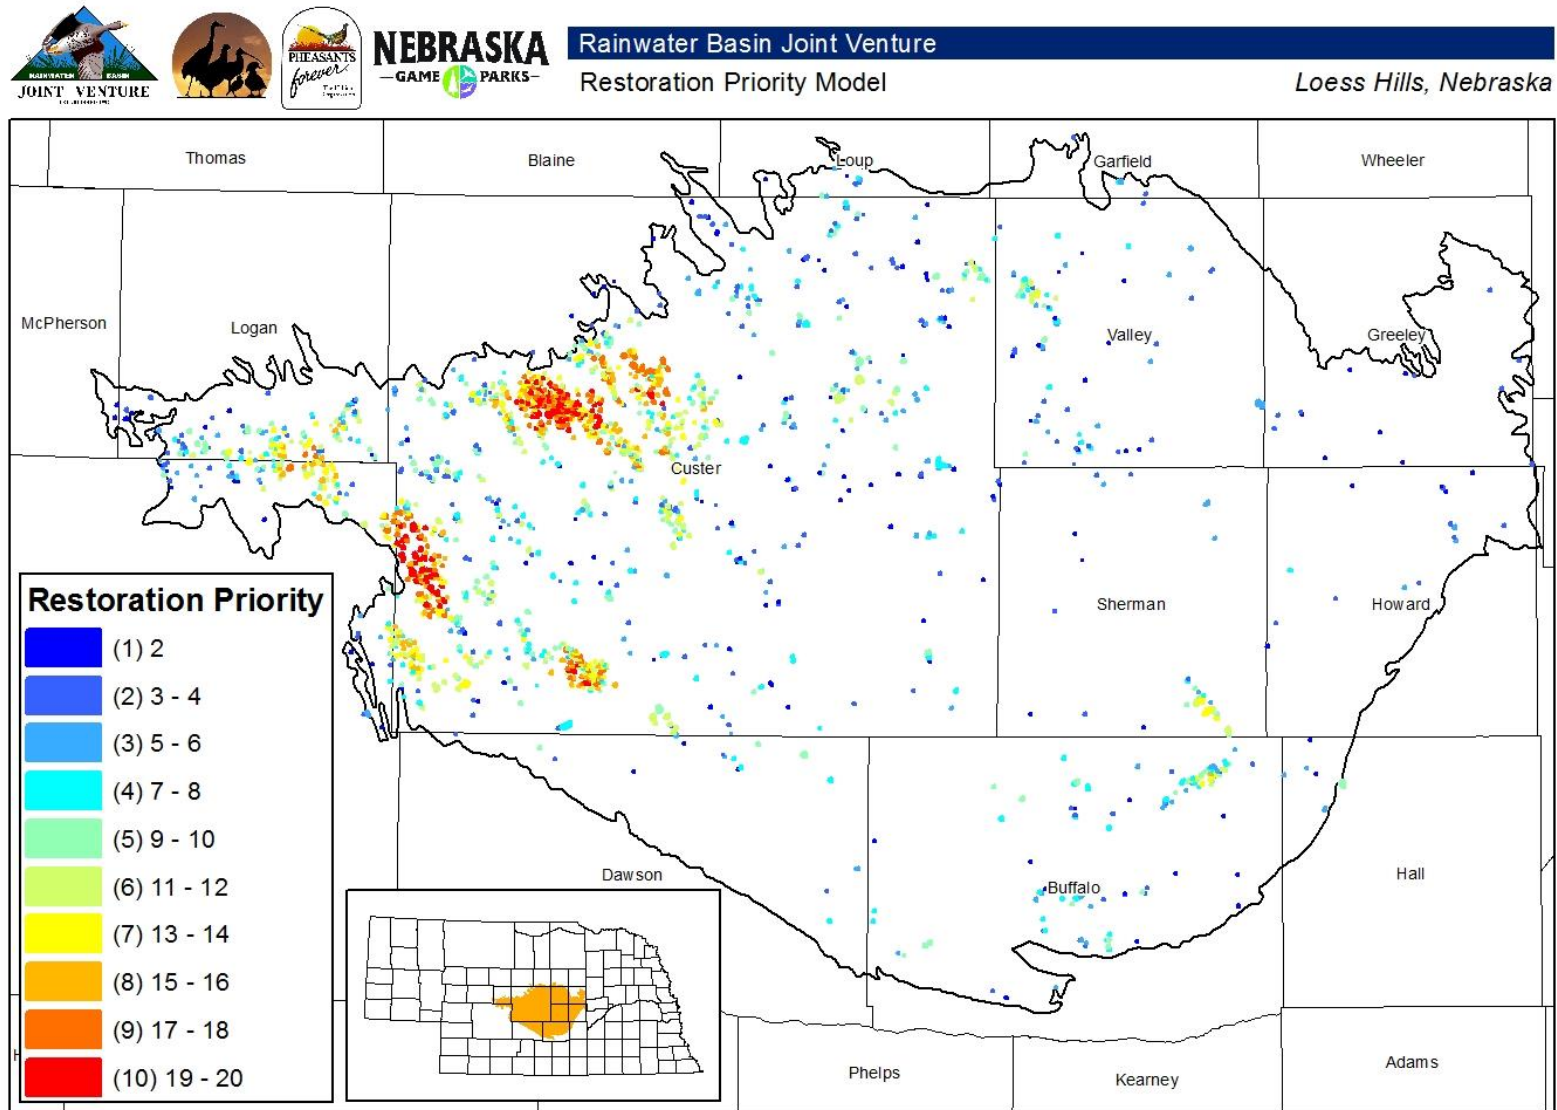 RAINWATER BASIN
JOINT VENTURE
PHEASANTS
forever
NEBRASKA
GAME PARKS
Rainwater Basin Joint Venture
Restoration Priority Model
Loess Hills, Nebraska
Thomas
Blaine
Loup
Garfield
Wheeler
McPherson
Logan
Valley
Greeley
Custer
Sherman
Howard
Restoration Priority
(1) 2
(2) 3 - 4
(3) 5 - 6
(4) 7 - 8
(5) 9 - 10
(6) 11 - 12
(7) 13 - 14
(8) 15 - 16
(9) 17 - 18
(10) 19 - 20
Dawson
Buffalo
Hall
H
Phelps
Kearney
Adams